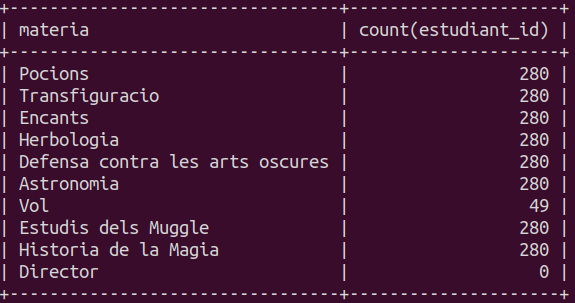 +---------------------------------+---------------------+
| materia                         | count(estudiant_id) |
+---------------------------------+---------------------+
| Pocions                         |                 280 |
| Transfiguracio                  |                 280 |
| Encants                         |                 280 |
| Herbologia                      |                 280 |
| Defensa contra les arts oscures |                 280 |
| Astronomia                      |                 280 |
| Vol                             |                  49 |
| Estudis dels Muggle             |                 280 |
| Historia de la Magia            |                 280 |
| Director                        |                   0 |
+---------------------------------+---------------------+